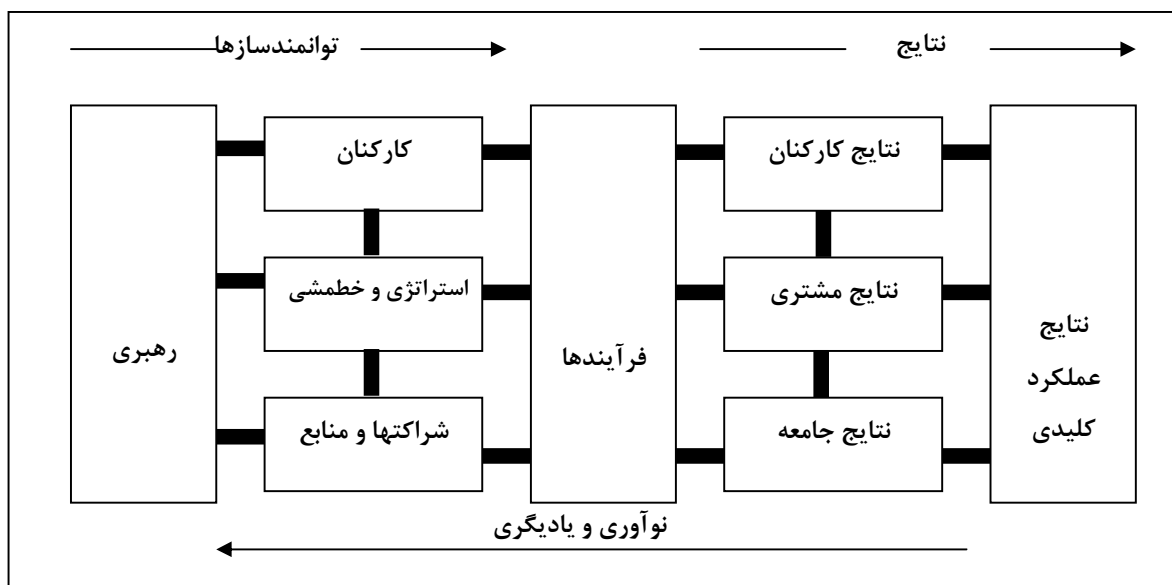 توانمندسازها
نتایج
کارکنان
نتایج کارکنان
استراتژی و خطمشی
نتایج مشتری
رهبری
فرآیندها
نتایج
عملکرد
کلیدی
شراکتها و منابع
نتایج جامعه
نوآوری و یادیگری